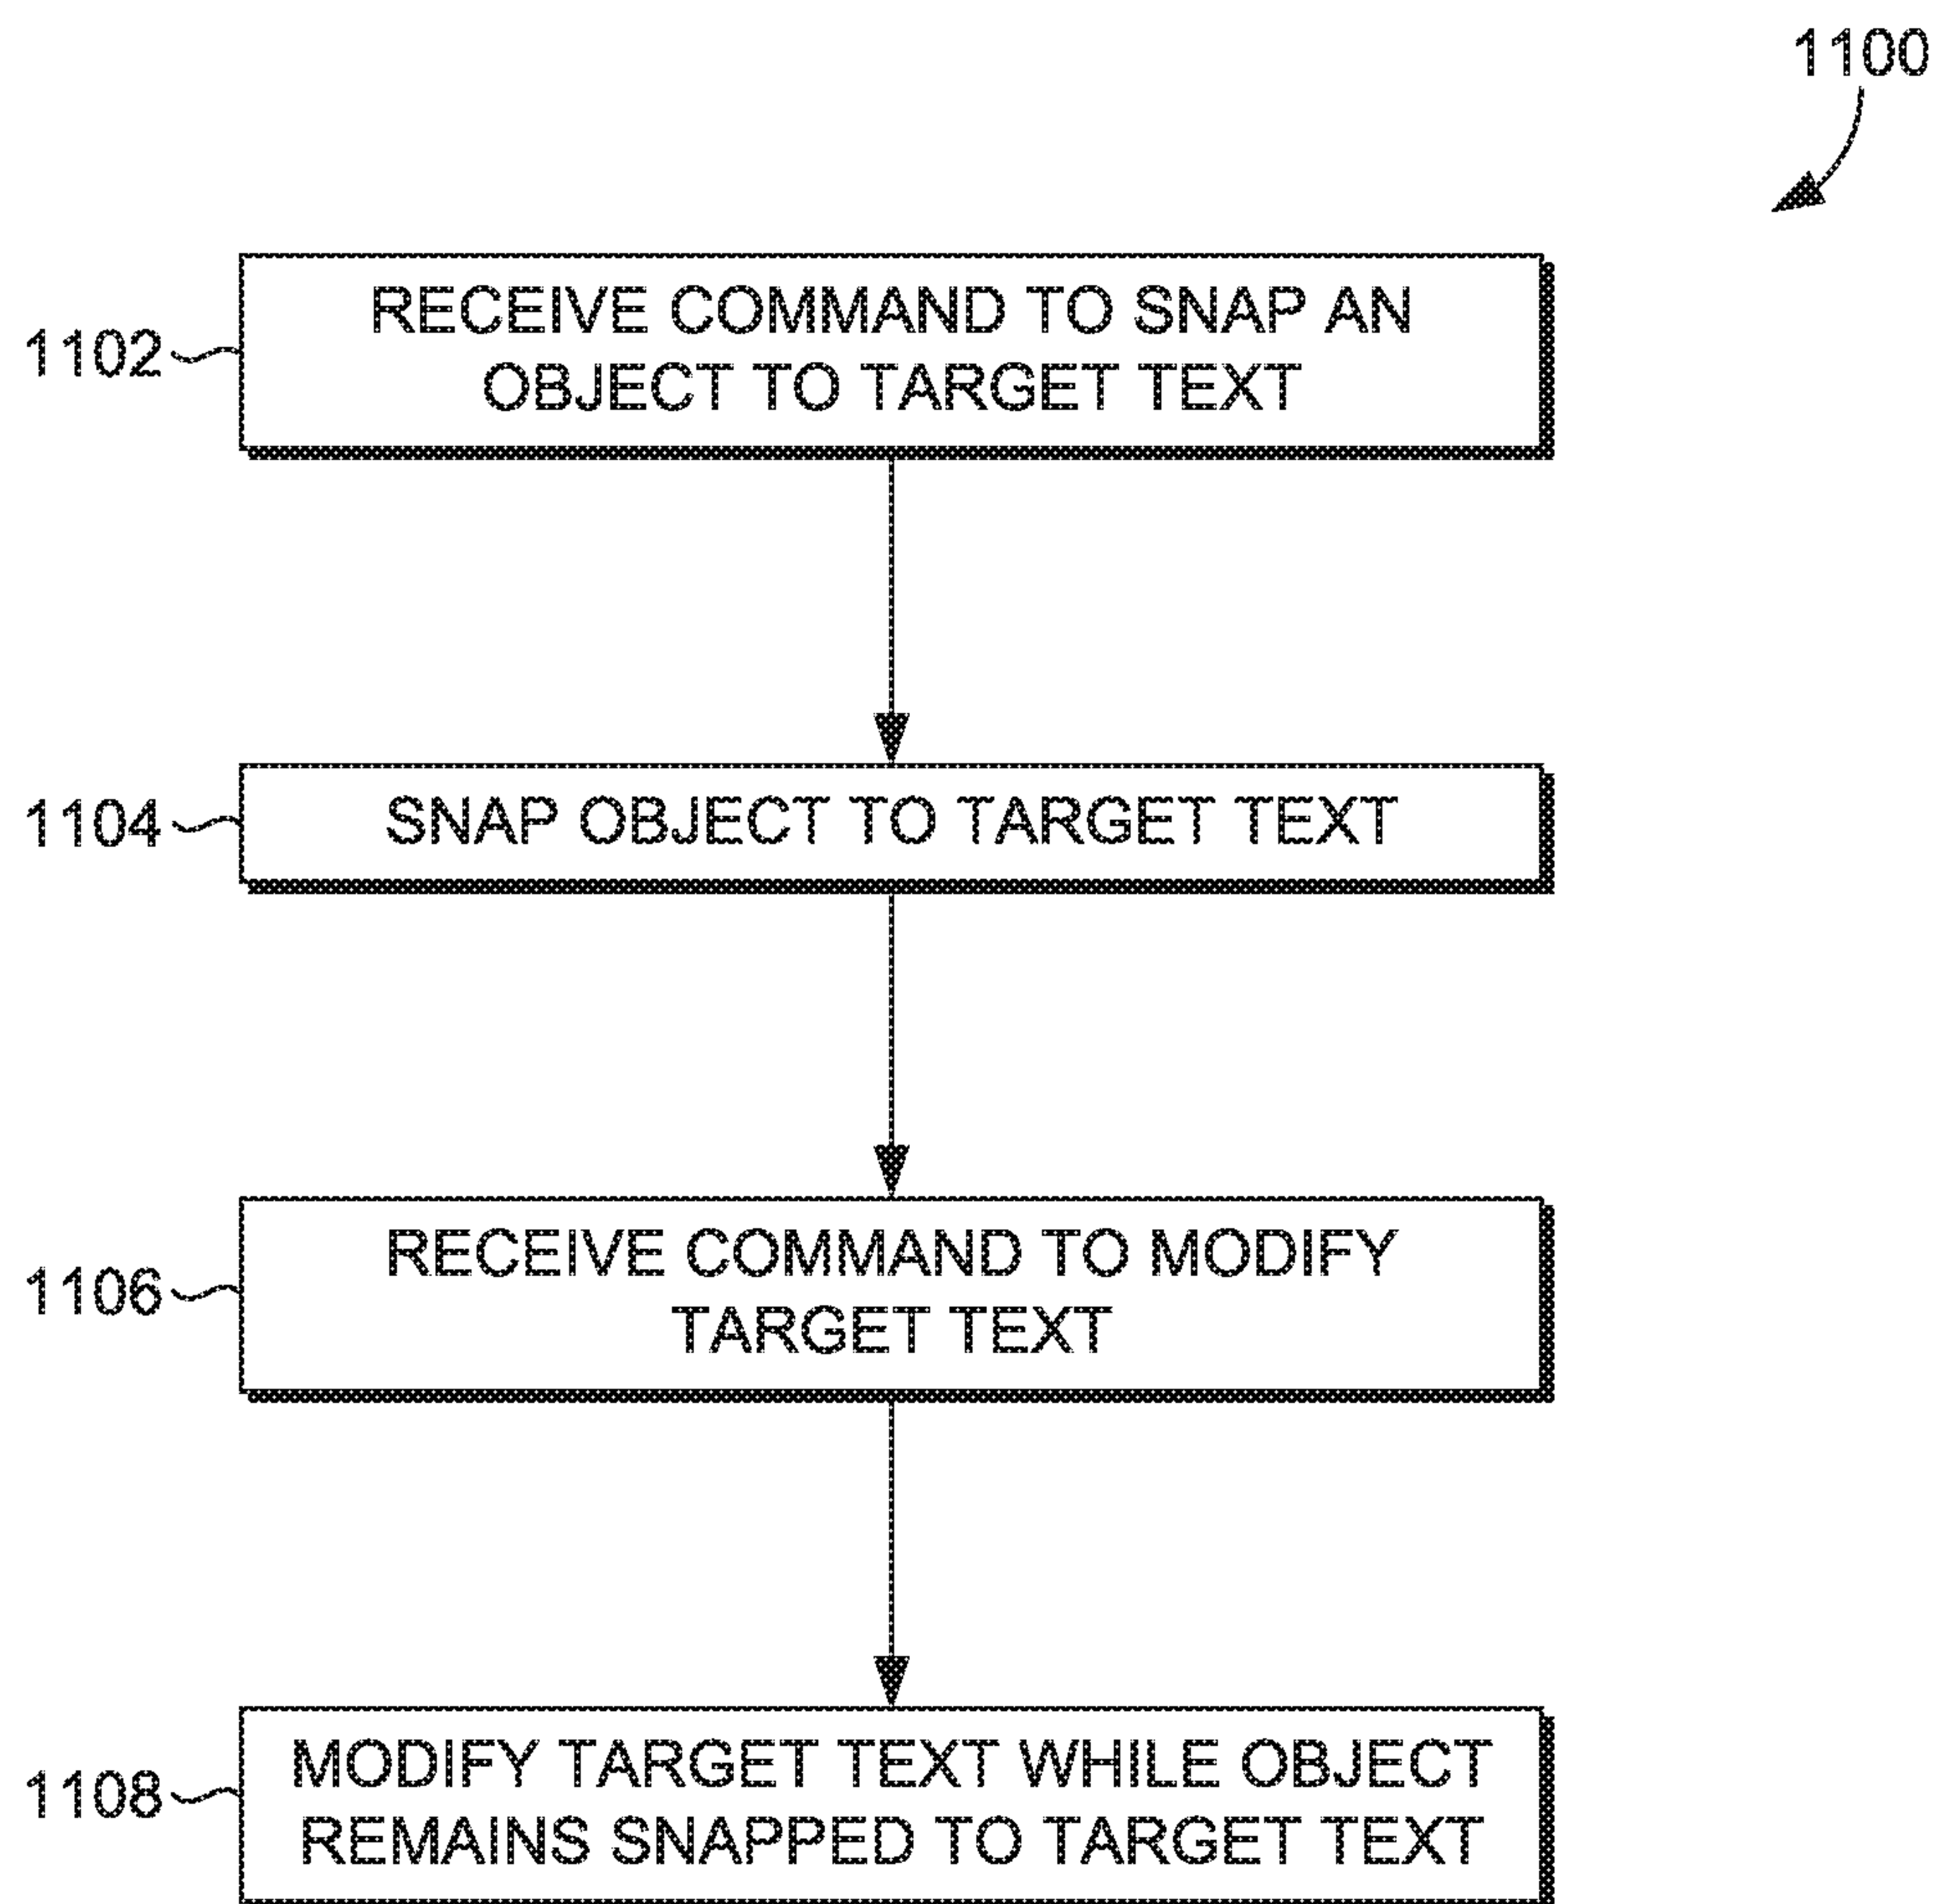 1100
1102
RECEIVE COMMAND TO SNAP AN
OBJECT TO TARGET TEXT
1104
SNAP OBJECT TO TARGET TEXT
1106
RECEIVE COMMAND TO MODIFY
TARGET TEXT
1108
MODIFY TARGET TEXT WHILE OBJECT
REMAINS SNAPPED TO TARGET TEXT